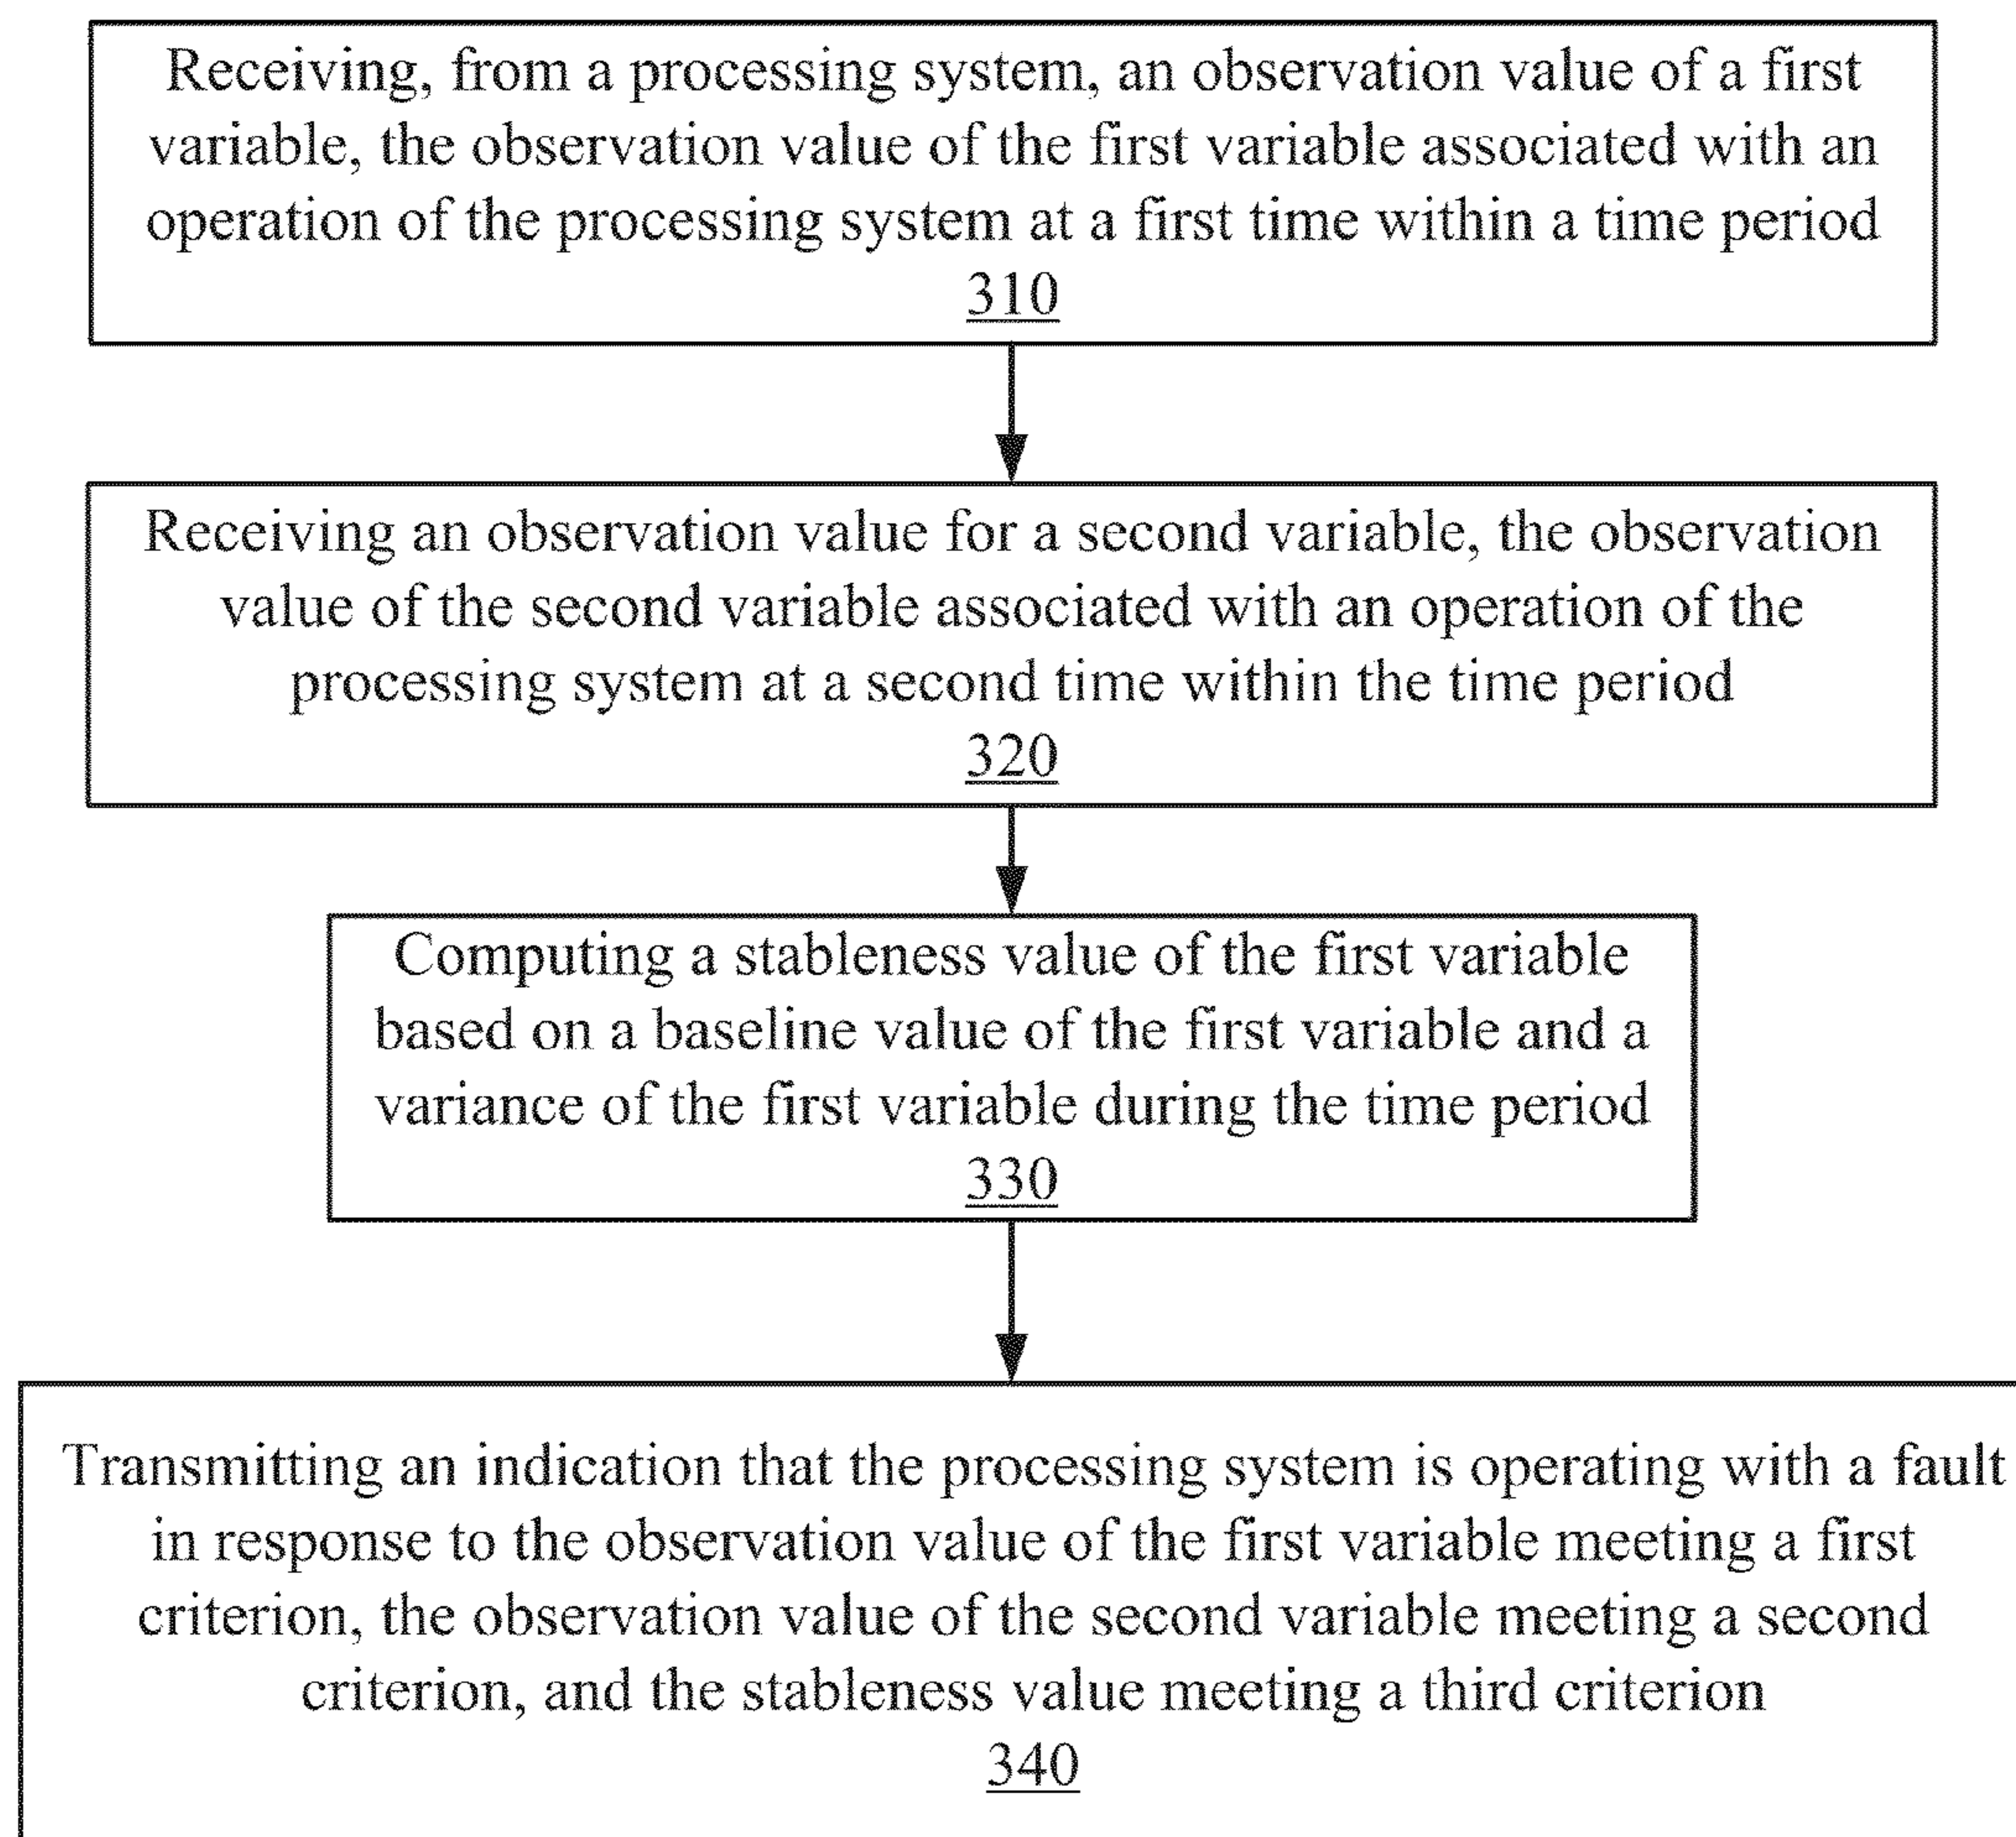 Receiving, from a processing system, an observation value of a first
variable, the observation value of the first variable associated with an
operation of the processing system at a first time within a time period
310
Receiving an observation value for a second variable, the observation
value of the second variable associated with an operation of the
processing system at a second time within the time period
320
Computing a stableness value of the first variable
based on a baseline value of the first variable and a
variance of the first variable during the time period
330
Transmitting an indication that the processing system is operating with a fault
in response to the observation value of the first variable meeting a first
criterion, the observation value of the second variable meeting a second
criterion, and the stableness value meeting a third criterion
340